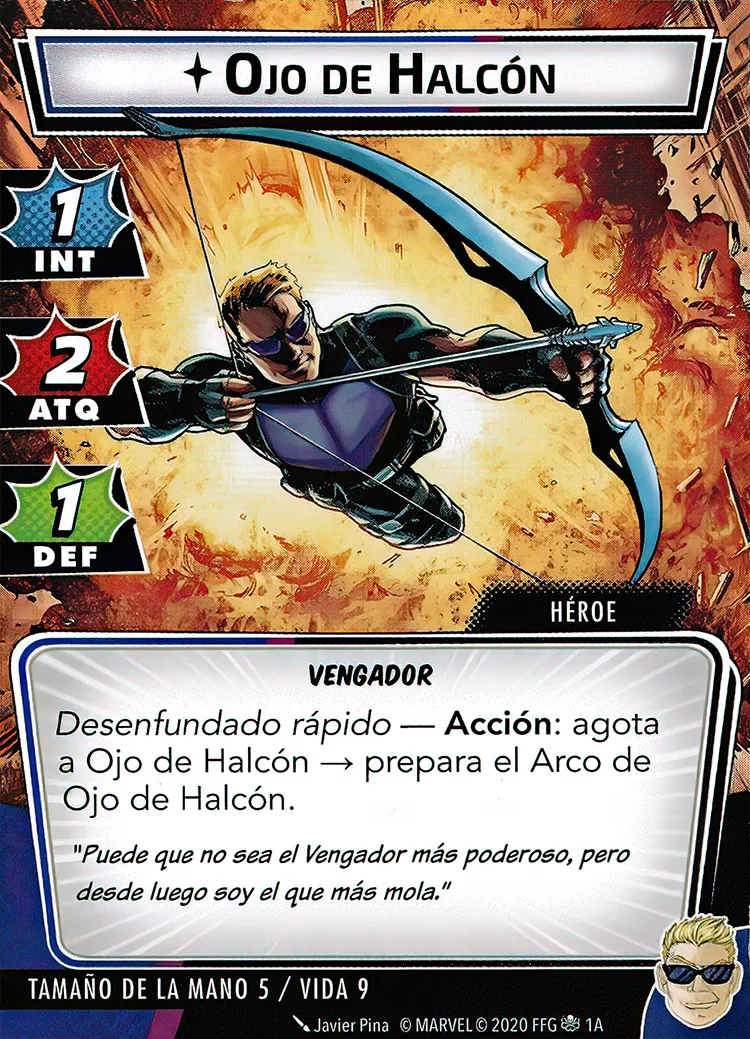 OJO DE HALCÓN
1
INT
2
ATQ
1
DEF
HÉROE
VENGADOR
Desenfundado rápido — Acción: agota
a Ojo de Halcón → prepara el Arco de
Ojo de Halcón.
"Puede que no sea el Vengador más poderoso, pero
desde luego soy el que más mola."
TAMAÑO DE LA MANO 5 / VIDA 9
Javier Pina © MARVEL © 2020 FFG 1A